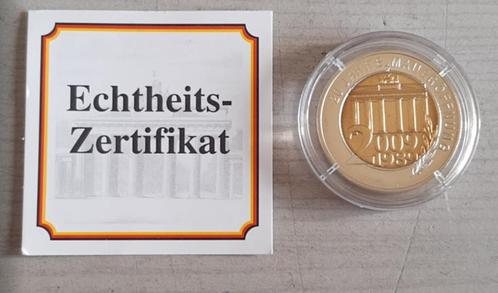 Echtheits-
Zertifikat
2009
1989